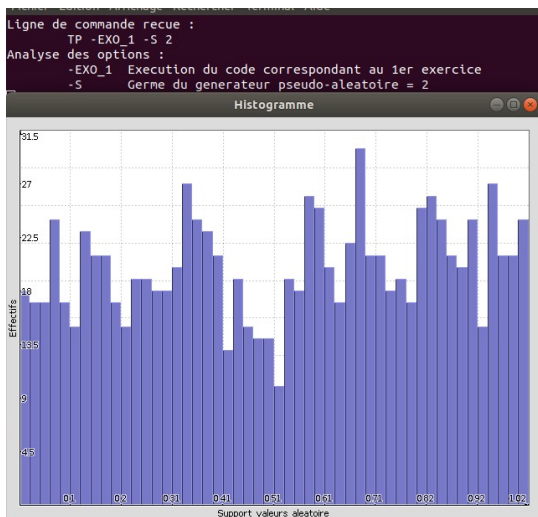 Ligne de commande recue :
TP -EXO_1 -S 2
Analyse des options :
-EXO_1 Execution du code correspondant au 1er exercice
-S Germe du generateur pseudo-aleatoire = 2
Histogramme
31.5
27
22.5
18
13.5
9
4.5
Effectifs
0.1 0.2 0.31 0.41 0.51 0.61 0.71 0.82 0.92 1.02
Support valeurs aleatoire